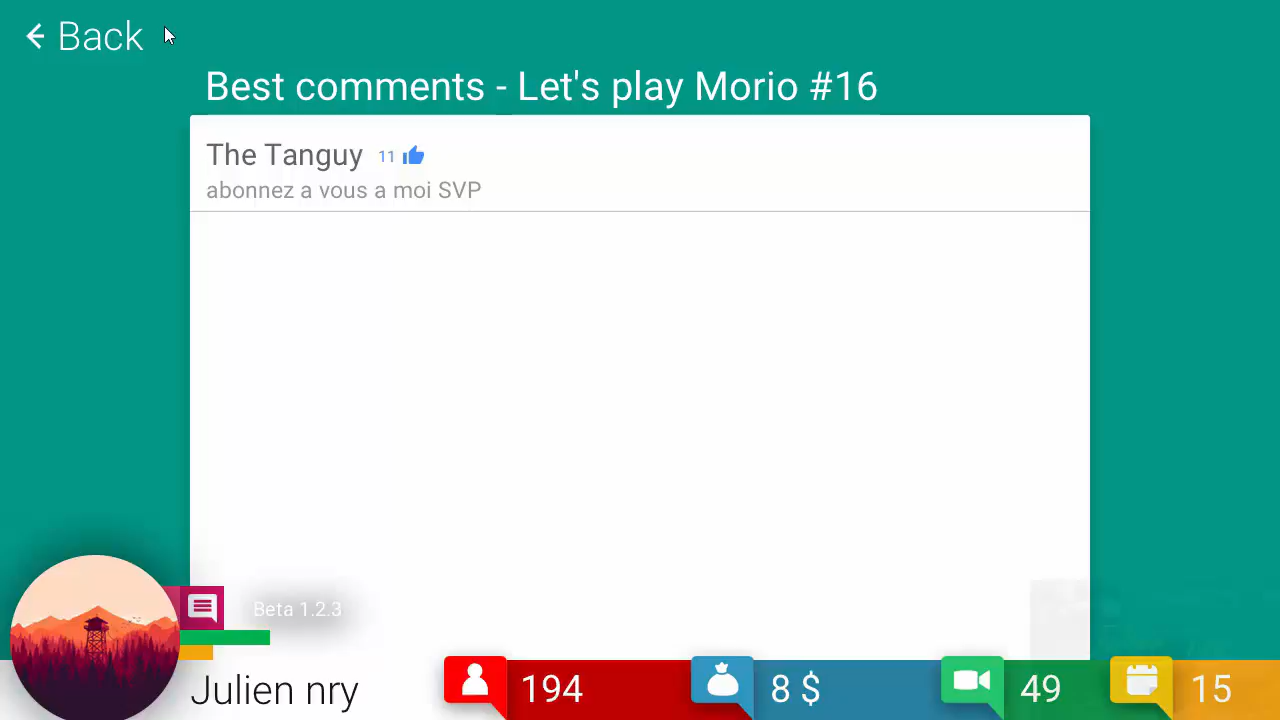 Back
Best comments - Let's play Morio #16
The Tanguy 11
abonnez a vous a moi SVP
Beta 1.2.3
Julien nry
194
8 $
49
15